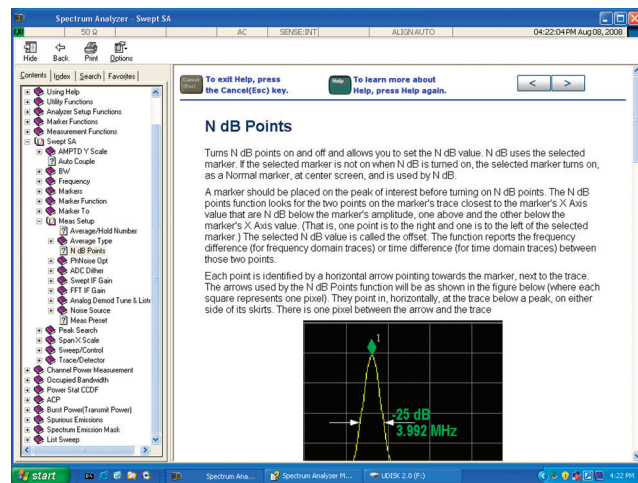 Spectrum Analyzer - Swept SA
50 Ω AC SENSE:INT ALIGN AUTO 04:22:04 PM Aug 08, 2008
Hide Back Print Options
Contents Index Search Favorites
Using Help
Utility Functions
Analyzer Setup Functions
Marker Functions
Measurement Functions
Swept SA
AMPTD Y Scale
Auto Couple
BW
Frequency
Markers
Marker Function
Marker To
Meas Setup
Average/Hold Number
Average Type
N dB Points
PhNoise Opt
ADC Dither
Swept IF Gain
FFT IF Gain
Analog Demod Tune & Liste
Noise Source
Meas Preset
Peak Search
Span X Scale
Sweep/Control
Trace/Detector
Channel Power Measurement
Occupied Bandwidth
Power Stat CCDF
ACP
Burst Power(Transmit Power)
Spurious Emissions
Spectrum Emission Mask
List Sweep
Cancel (Esc)
To exit Help, press
the Cancel(Esc) key.
Help
To learn more about
Help, press Help again.
< >
N dB Points
Turns N dB points on and off and allows you to set the N dB value. N dB uses the selected
marker. If the selected marker is not on when N dB is turned on, the selected marker turns on,
as a Normal marker, at center screen, and is used by N dB.
A marker should be placed on the peak of interest before turning on N dB points. The N dB
points function looks for the two points on the marker's trace closest to the marker's X Axis
value that are N dB below the marker's amplitude, one above and the other below the
marker's X Axis value. (That is, one point is to the right and one is to the left of the selected
marker.) The selected N dB value is called the offset. The function reports the frequency
difference (for frequency domain traces) or time difference (for time domain traces) between
those two points.
Each point is identified by a horizontal arrow pointing towards the marker, next to the trace.
The arrows used by the N dB Points function will be as shown in the figure below (where each
square represents one pixel). They point in, horizontally, at the trace below a peak, on either
side of its skirts. There is one pixel between the arrow and the trace
1
-25 dB
3.992 MHz
start
Spectrum Ana...
Spectrum Analyzer M...
UDISK 2.0 (F:)
4:22 PM